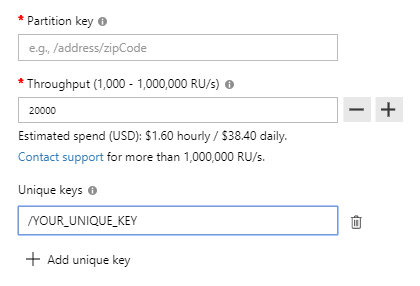 * Partition key
e.g., /address/zipCode
* Throughput (1,000 - 1,000,000 RU/s)
20000
Estimated spend (USD): $1.60 hourly / $38.40 daily.
Contact support for more than 1,000,000 RU/s.
Unique keys
/YOUR_UNIQUE_KEY
+ Add unique key